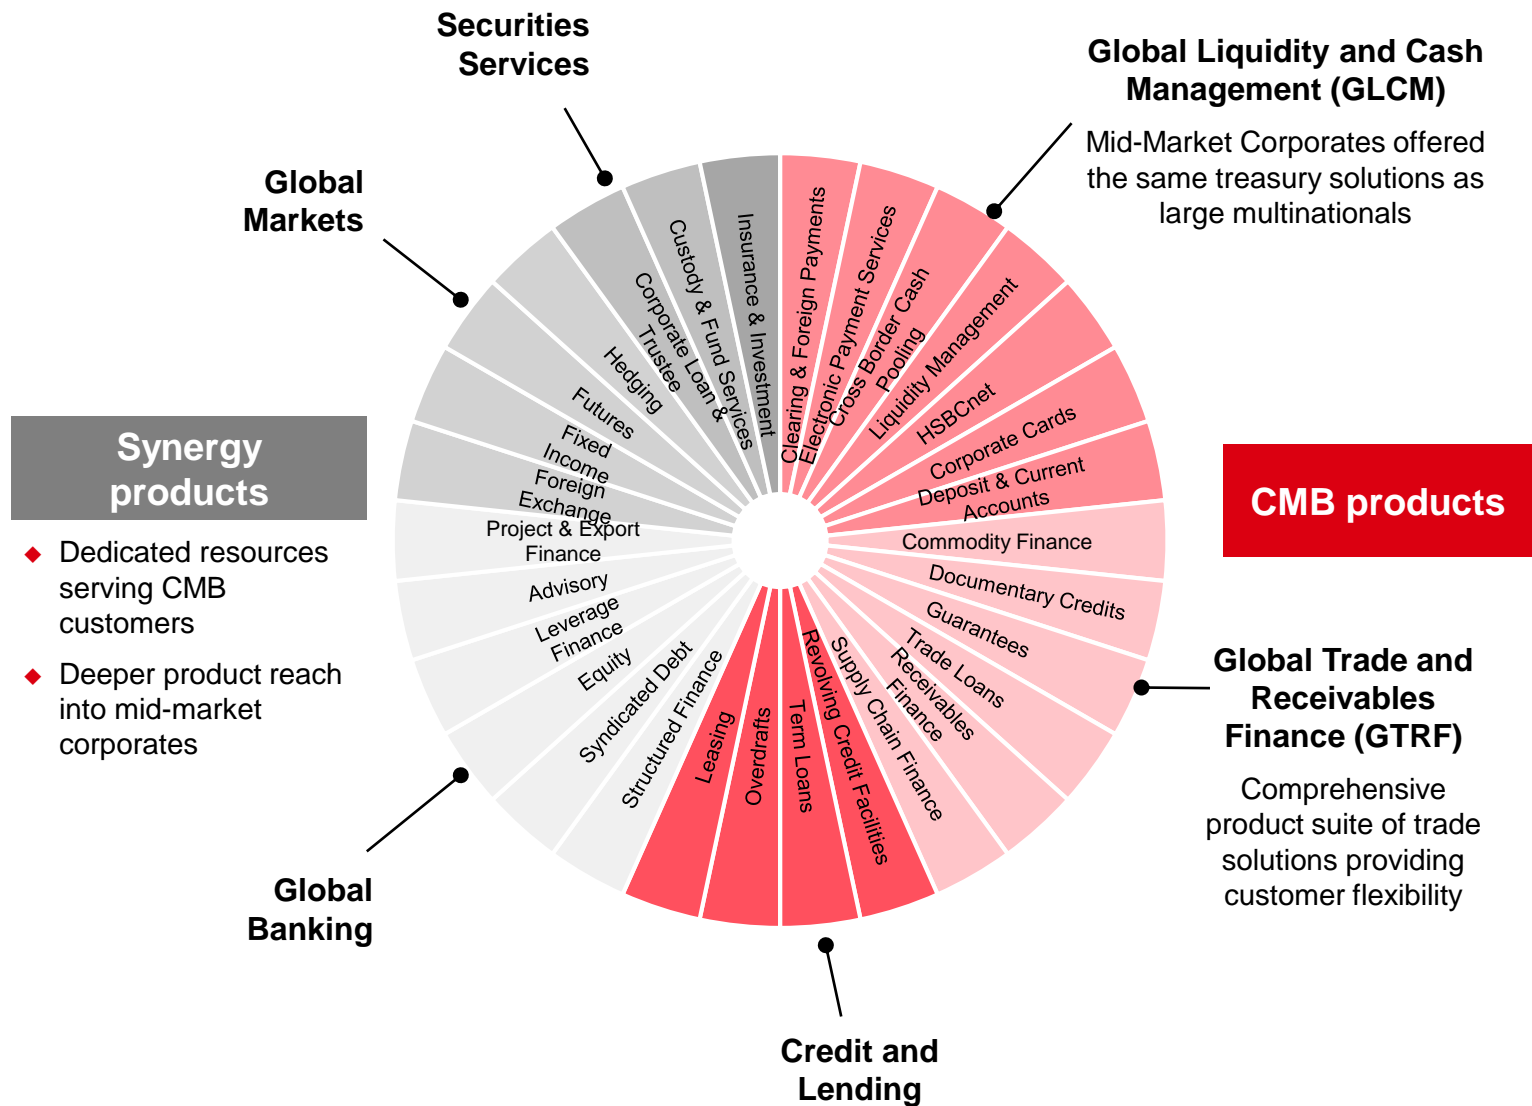 Securities
Services
Global Liquidity and Cash
Management (GLCM)
Mid-Market Corporates offered
the same treasury solutions as
large multinationals
Global
Markets
Synergy
products
Dedicated resources
serving CMB
customers
Deeper product reach
into mid-market
corporates
CMB products
Clearing & Foreign Payments
Electronic Payment Services
Cross Border Cash
Pooling
Liquidity Management
HSBCnet
Corporate Cards
Deposit & Current
Accounts
Commodity Finance
Documentary Credits
Guarantees
Trade Loans
Receivables
Finance
Supply Chain Finance
Revolving Credit Facilities
Term Loans
Overdrafts
Leasing
Structured Finance
Syndicated Debt
Equity
Leverage
Finance
Advisory
Project & Export
Finance
Foreign
Exchange
Fixed
Income
Futures
Hedging
Corporate Loan &
Trustee
Custody & Fund Services
Insurance & Investment
Global Trade and
Receivables
Finance (GTRF)
Comprehensive
product suite of trade
solutions providing
customer flexibility
Global
Banking
Credit and
Lending